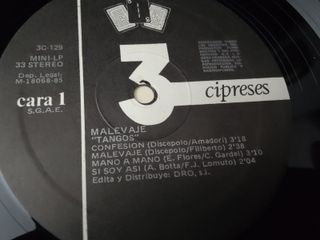 3C-129
MINI-LP
33 STEREO
Dep. Legal:
M-18068-85
cara 1
S.G.A.E.
3
cipreses
MALEVAJE
"TANGOS"
CONFESION (Discepolo/Amadori) 3'18
MALEVAJE (Discepolo/Filiberto) 2'38
MANO A MANO (E. Flores/C. Gardel) 3'10
SI SOY ASI (A. Botta/F.J. Lomuto) 2'04
Edita y Distribuye: DRO, s.l.